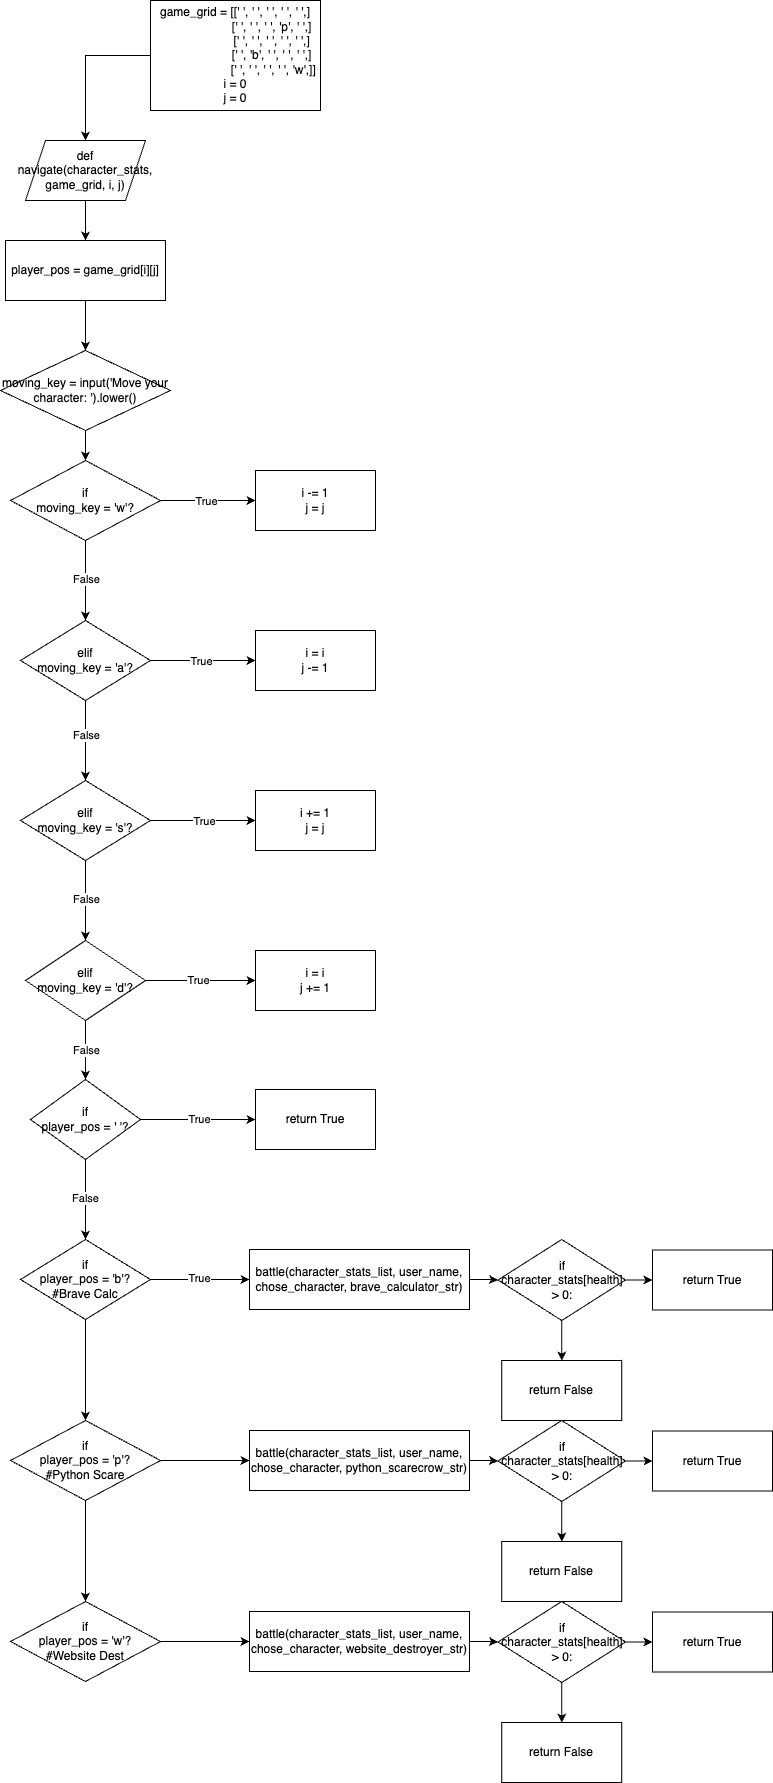 game_grid = [[' ', ' ', ' ', ' ', ' ',]
[' ', ' ', ' ', 'p', ' ',]
[' ', ' ', ' ', ' ', ' ',]
[' ', 'b', ' ', ' ', ' ',]
[' ', ' ', ' ', ' ', 'w',]]
i = 0
j = 0
def
navigate(character_stats,
game_grid, i, j)
player_pos = game_grid[i][j]
moving_key = input('Move your
character: ').lower()
if
moving_key = 'w'?
True
i -= 1
j = j
False
elif
moving_key = 'a'?
True
i = i
j -= 1
False
elif
moving_key = 's'?
True
i += 1
j = j
False
elif
moving_key = 'd'?
True
i = i
j += 1
False
if
player_pos = ' '?
True
return True
False
if
player_pos = 'b'?
#Brave Calc
True
battle(character_stats_list, user_name,
chose_character, brave_calculator_str)
if
character_stats[health]
> 0:
return True
return False
if
player_pos = 'p'?
#Python Scare
battle(character_stats_list, user_name,
chose_character, python_scarecrow_str)
if
character_stats[health]
> 0:
return True
return False
if
player_pos = 'w'?
#Website Dest
battle(character_stats_list, user_name,
chose_character, website_destroyer_str)
if
character_stats[health]
> 0:
return True
return False